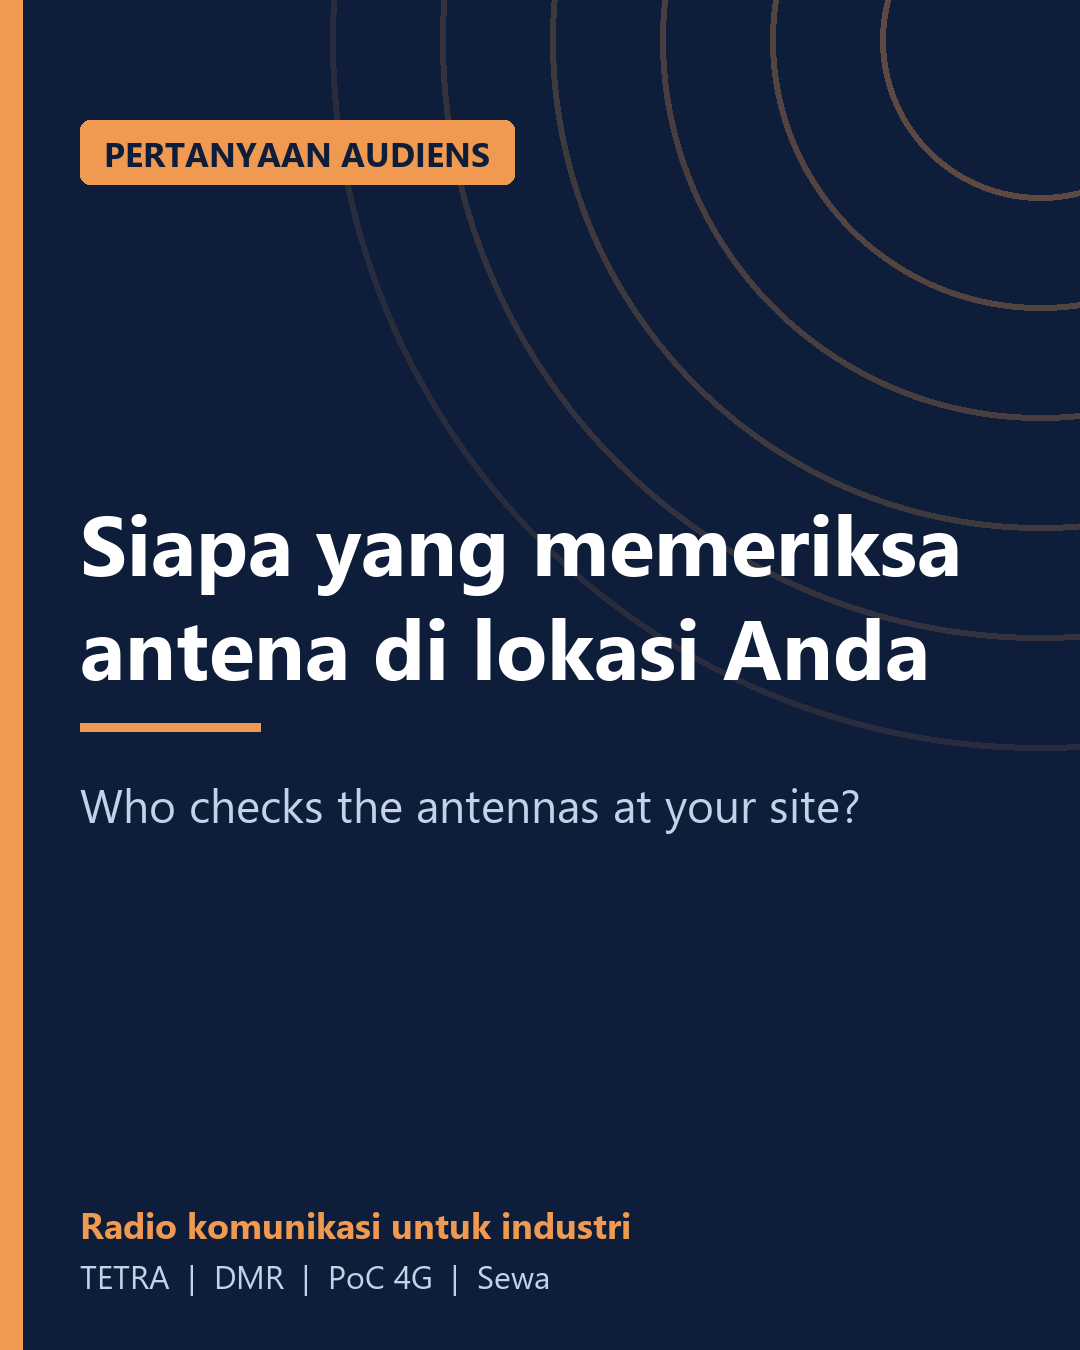 PERTANYAAN AUDIENS
Siapa yang memeriksa
antena di lokasi Anda
Who checks the antennas at your site?
Radio komunikasi untuk industri
TETRA | DMR | PoC 4G | Sewa